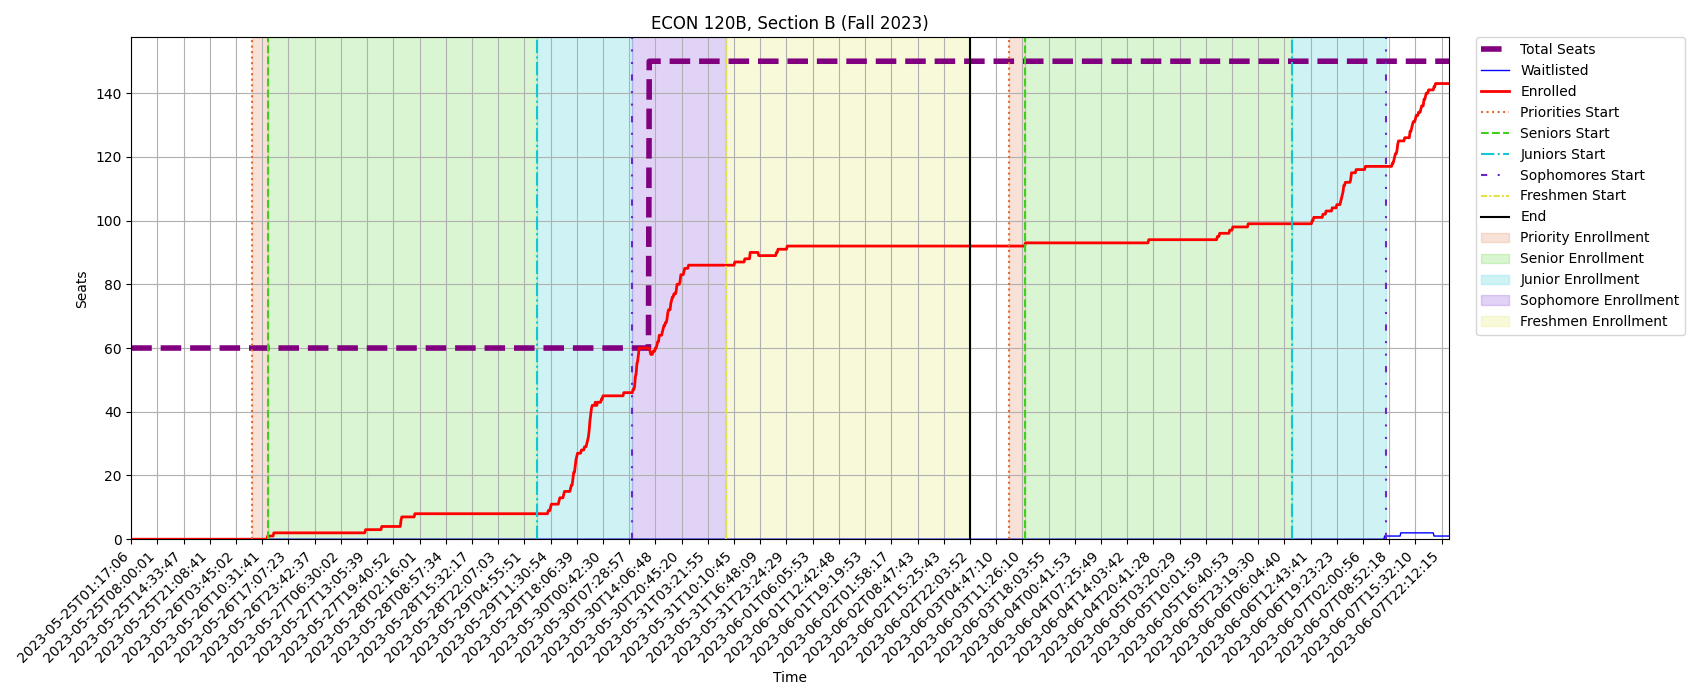 ECON 120B, Section B (Fall 2023)
Seats
140
120
100
80
60
40
20
0
2023-05-25T01:17:06
2023-05-25T08:00:01
2023-05-25T14:33:47
2023-05-25T21:08:41
2023-05-26T03:45:02
2023-05-26T10:31:41
2023-05-26T17:07:23
2023-05-26T23:42:37
2023-05-27T06:30:02
2023-05-27T13:05:39
2023-05-27T19:40:52
2023-05-28T02:16:01
2023-05-28T08:57:34
2023-05-28T15:32:17
2023-05-28T22:07:03
2023-05-29T04:55:51
2023-05-29T11:30:54
2023-05-29T18:06:39
2023-05-30T00:42:30
2023-05-30T07:28:57
2023-05-30T14:06:48
2023-05-30T20:45:20
2023-05-31T03:21:55
2023-05-31T10:10:45
2023-05-31T16:48:09
2023-05-31T23:24:29
2023-06-01T06:05:53
2023-06-01T12:42:48
2023-06-01T19:19:53
2023-06-02T01:58:17
2023-06-02T08:47:43
2023-06-02T15:25:43
2023-06-02T22:03:52
2023-06-03T04:47:10
2023-06-03T11:26:10
2023-06-03T18:03:55
2023-06-04T00:41:53
2023-06-04T07:25:49
2023-06-04T14:03:42
2023-06-04T20:41:28
2023-06-05T03:20:29
2023-06-05T10:01:59
2023-06-05T16:40:53
2023-06-05T23:19:30
2023-06-06T06:04:40
2023-06-06T12:43:41
2023-06-06T19:23:23
2023-06-07T02:00:56
2023-06-07T08:52:18
2023-06-07T15:32:10
2023-06-07T22:12:15
Time
Total Seats
Waitlisted
Enrolled
Priorities Start
Seniors Start
Juniors Start
Sophomores Start
Freshmen Start
End
Priority Enrollment
Senior Enrollment
Junior Enrollment
Sophomore Enrollment
Freshmen Enrollment